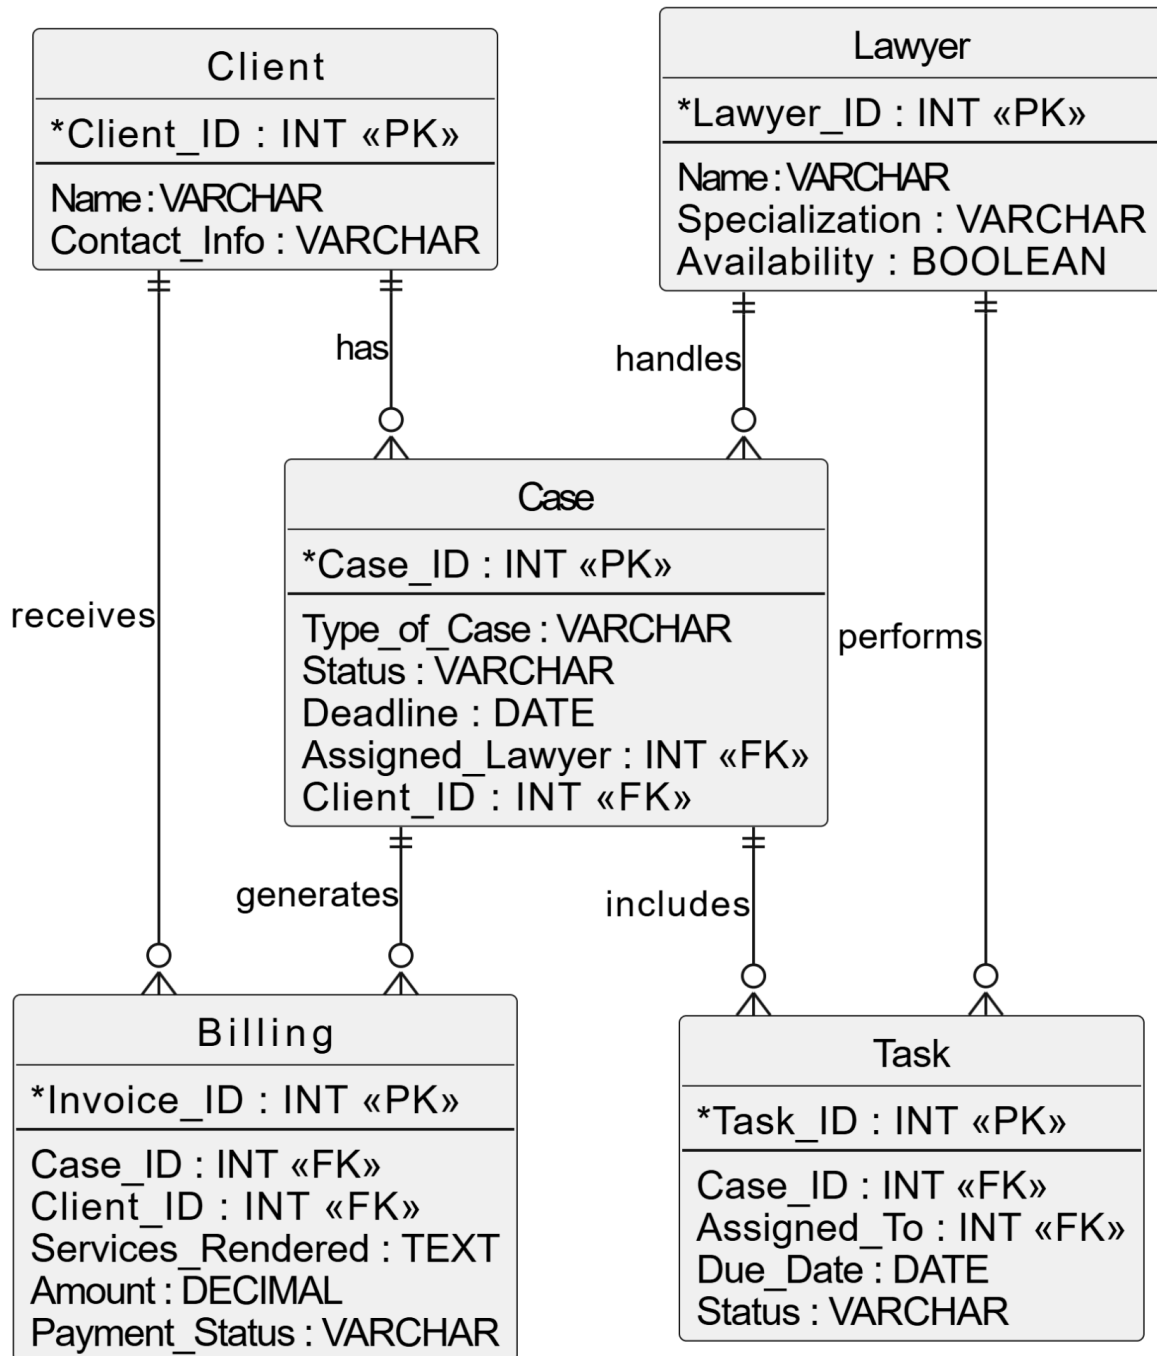 Client
*Client_ID : INT «PK»
Name : VARCHAR
Contact_Info : VARCHAR
Lawyer
*Lawyer_ID : INT «PK»
Name : VARCHAR
Specialization : VARCHAR
Availability : BOOLEAN
has
handles
Case
*Case_ID : INT «PK»
Type_of_Case : VARCHAR
Status : VARCHAR
Deadline : DATE
Assigned_Lawyer : INT «FK»
Client_ID : INT «FK»
receives
performs
generates
includes
Billing
*Invoice_ID : INT «PK»
Case_ID : INT «FK»
Client_ID : INT «FK»
Services_Rendered : TEXT
Amount : DECIMAL
Payment_Status : VARCHAR
Task
*Task_ID : INT «PK»
Case_ID : INT «FK»
Assigned_To : INT «FK»
Due_Date : DATE
Status : VARCHAR